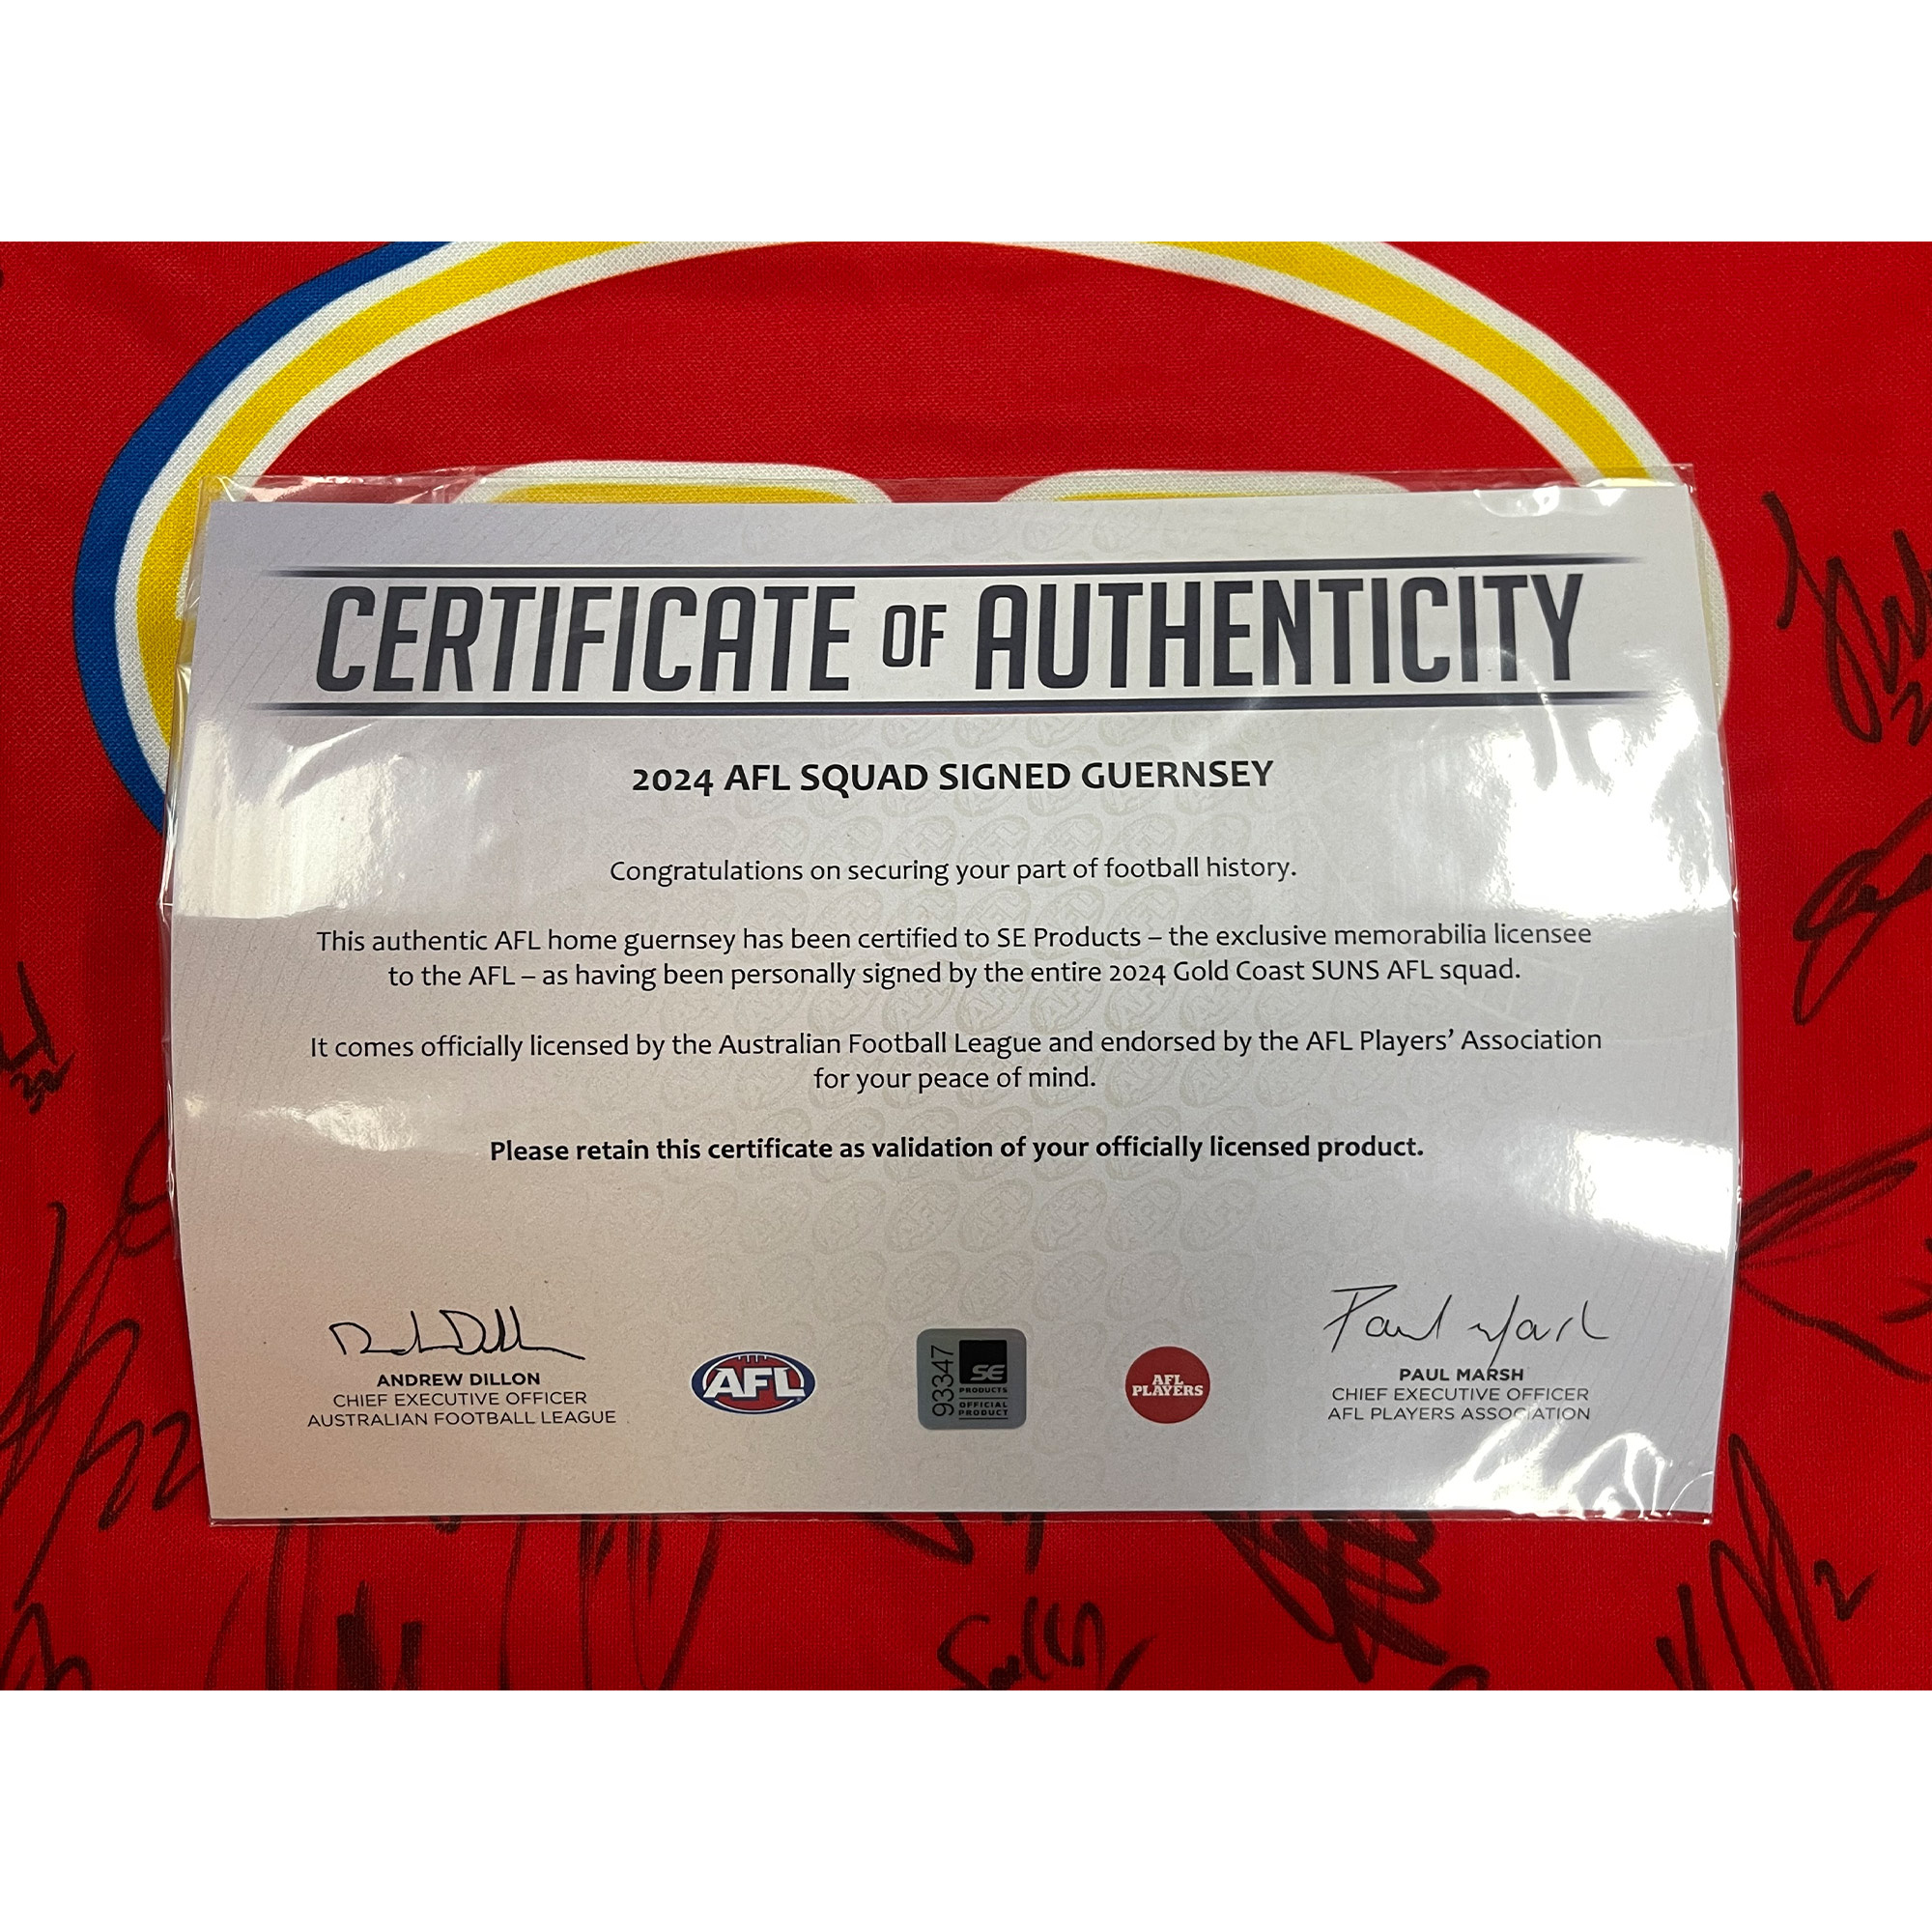 CERTIFICATE OF AUTHENTICITY
2024 AFL SQUAD SIGNED GUERNSEY
Congratulations on securing your part of football history.
This authentic AFL home guernsey has been certified to SE Products – the exclusive memorabilia licensee
to the AFL – as having been personally signed by the entire 2024 Gold Coast SUNS AFL squad.
It comes officially licensed by the Australian Football League and endorsed by the AFL Players’ Association
for your peace of mind.
Please retain this certificate as validation of your officially licensed product.
ANDREW DILLON
CHIEF EXECUTIVE OFFICER
AUSTRALIAN FOOTBALL LEAGUE
AFL
93347
SE
PRODUCTS
OFFICIAL
PRODUCT
AFL
PLAYERS
Paul Marsh
PAUL MARSH
CHIEF EXECUTIVE OFFICER
AFL PLAYERS ASSOCIATION
32
22
2